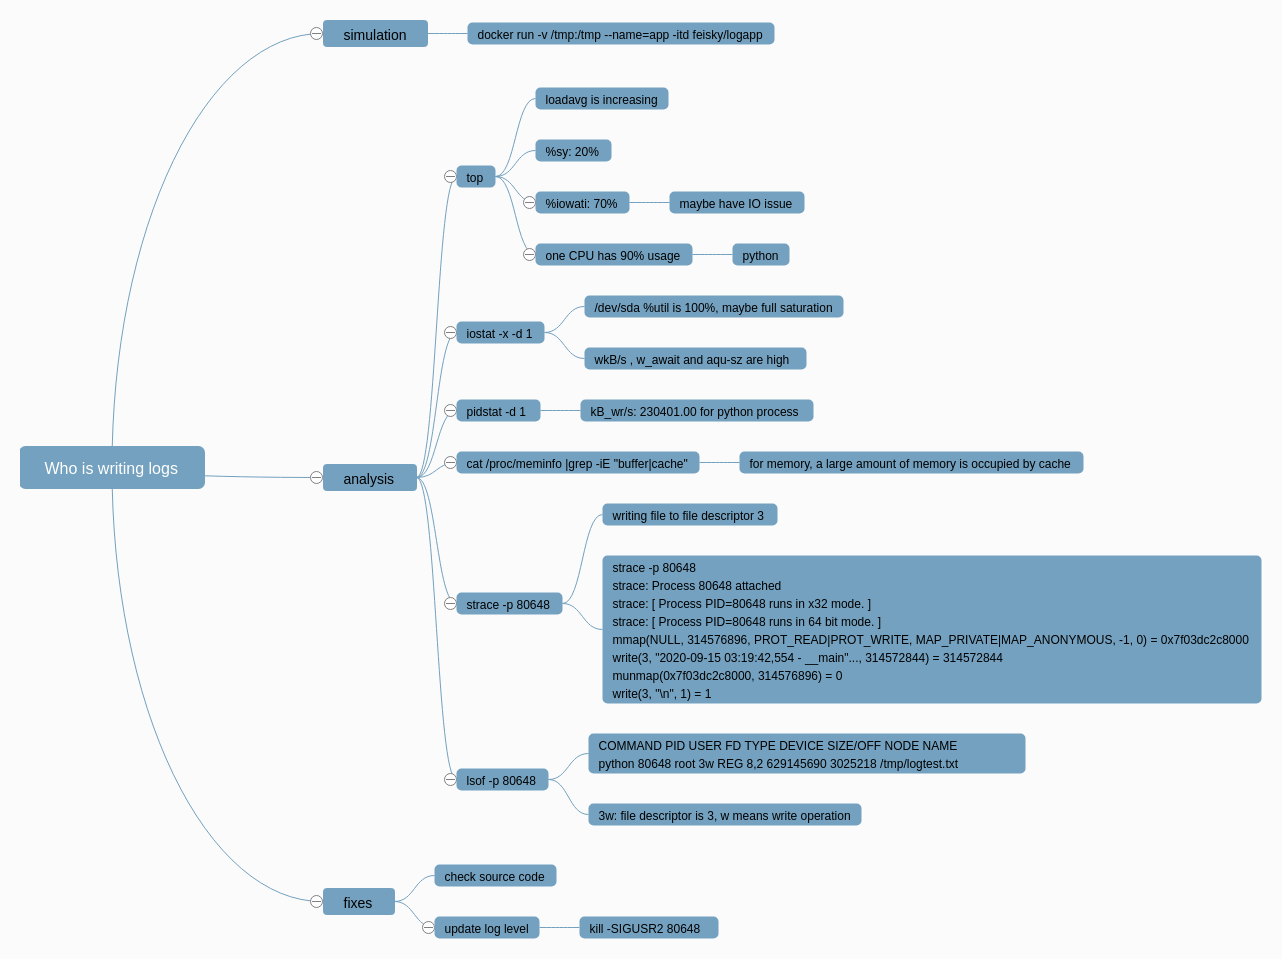 simulation
docker run -v /tmp:/tmp --name=app -itd feisky/logapp
loadavg is increasing
%sy: 20%
top
%iowati: 70%
maybe have IO issue
one CPU has 90% usage
python
/dev/sda %util is 100%, maybe full saturation
iostat -x -d 1
wkB/s , w_await and aqu-sz are high
pidstat -d 1
kB_wr/s: 230401.00 for python process
Who is writing logs
analysis
cat /proc/meminfo |grep -iE "buffer|cache"
for memory, a large amount of memory is occupied by cache
writing file to file descriptor 3
strace -p 80648
strace -p 80648
strace: Process 80648 attached
strace: [ Process PID=80648 runs in x32 mode. ]
strace: [ Process PID=80648 runs in 64 bit mode. ]
mmap(NULL, 314576896, PROT_READ|PROT_WRITE, MAP_PRIVATE|MAP_ANONYMOUS, -1, 0) = 0x7f03dc2c8000
write(3, "2020-09-15 03:19:42,554 - __main"..., 314572844) = 314572844
munmap(0x7f03dc2c8000, 314576896) = 0
write(3, "\n", 1) = 1
lsof -p 80648
COMMAND PID USER FD TYPE DEVICE SIZE/OFF NODE NAME
python 80648 root 3w REG 8,2 629145690 3025218 /tmp/logtest.txt
3w: file descriptor is 3, w means write operation
fixes
check source code
update log level
kill -SIGUSR2 80648